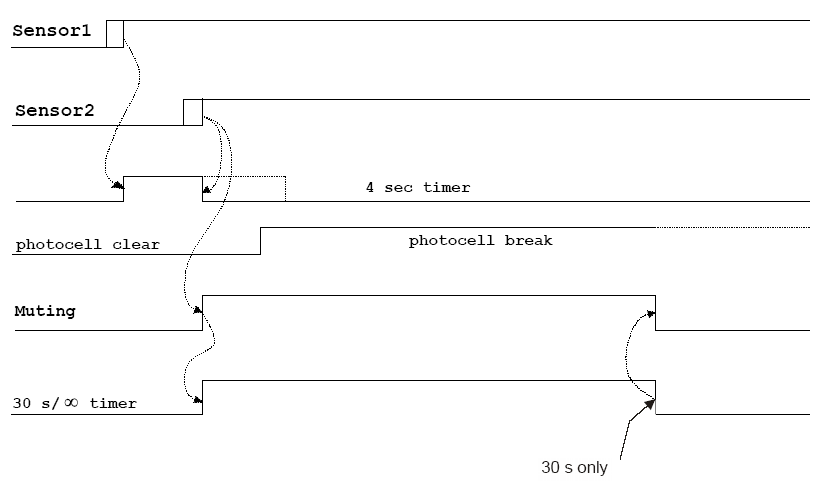 Sensor1
Sensor2
4 sec timer
photocell clear
photocell break
Muting
30 s/∞ timer
30 s only